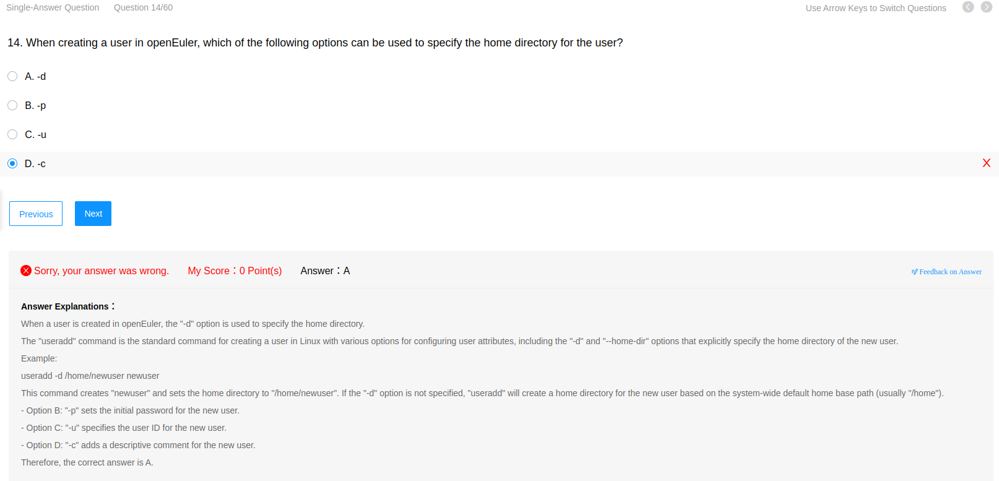 Single-Answer Question Question 14/60 Use Arrow Keys to Switch Questions
14. When creating a user in openEuler, which of the following options can be used to specify the home directory for the user?
A. -d
B. -p
C. -u
D. -c
Previous Next
Sorry, your answer was wrong. My Score：0 Point(s) Answer：A Feedback on Answer
Answer Explanations：
When a user is created in openEuler, the "-d" option is used to specify the home directory.
The "useradd" command is the standard command for creating a user in Linux with various options for configuring user attributes, including the "-d" and "--home-dir" options that explicitly specify the home directory of the new user.
Example:
useradd -d /home/newuser newuser
This command creates "newuser" and sets the home directory to "/home/newuser". If the "-d" option is not specified, "useradd" will create a home directory for the new user based on the system-wide default home base path (usually "/home").
- Option B: "-p" sets the initial password for the new user.
- Option C: "-u" specifies the user ID for the new user.
- Option D: "-c" adds a descriptive comment for the new user.
Therefore, the correct answer is A.